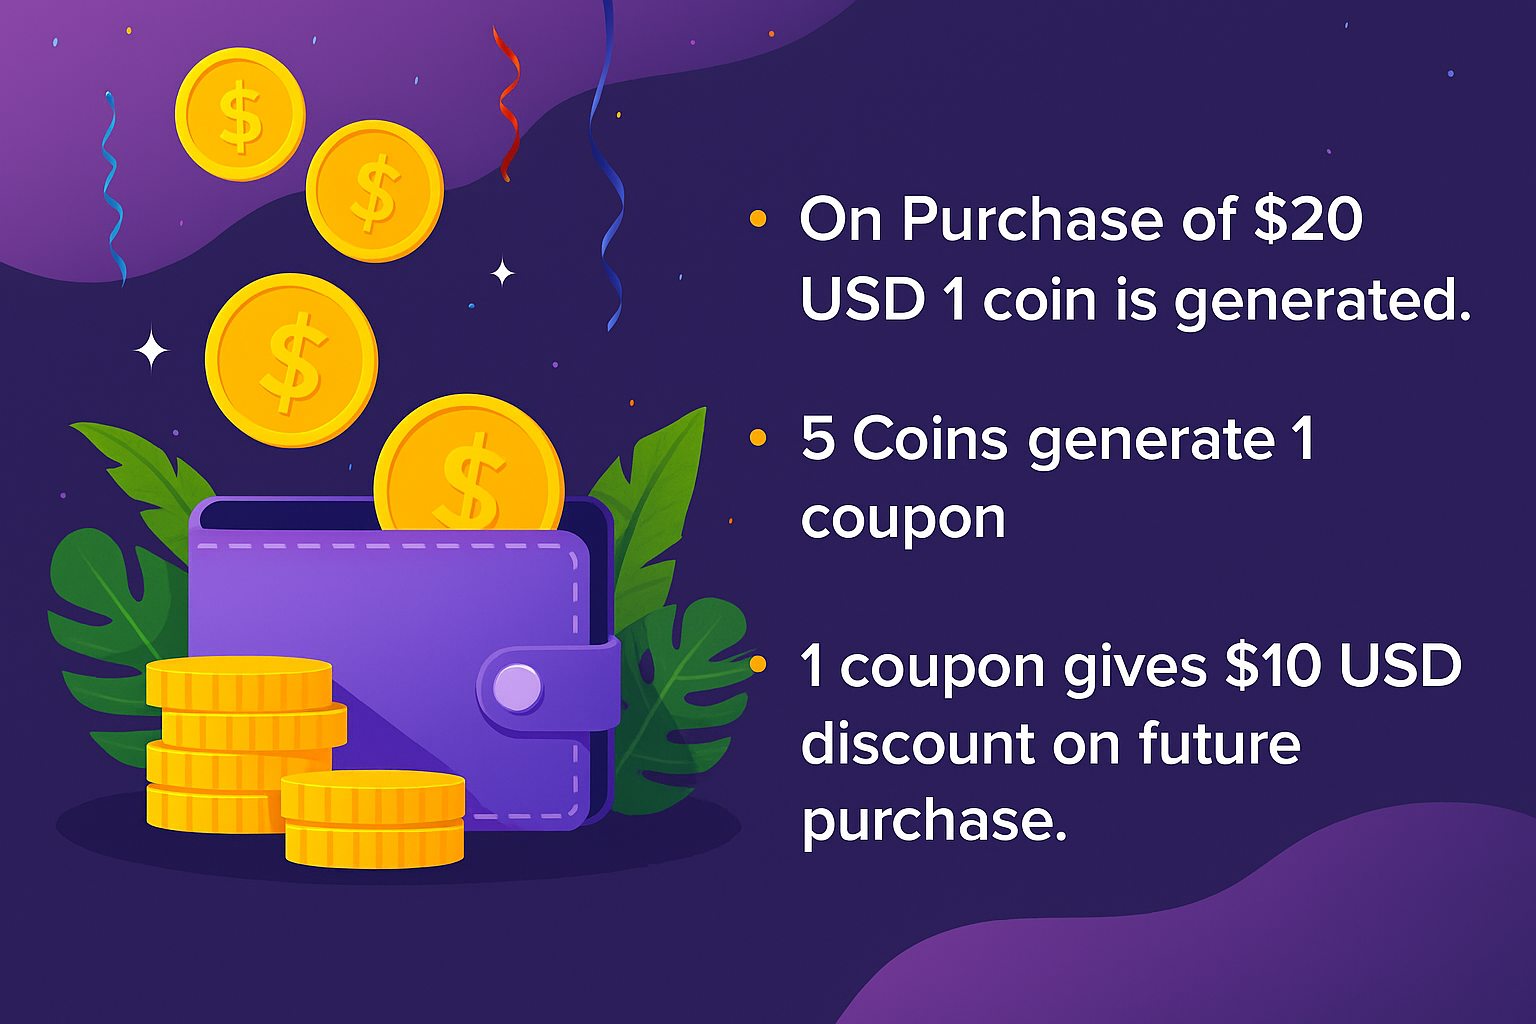 • On Purchase of $20
USD 1 coin is generated.
• 5 Coins generate 1
coupon
• 1 coupon gives $10 USD
discount on future
purchase.